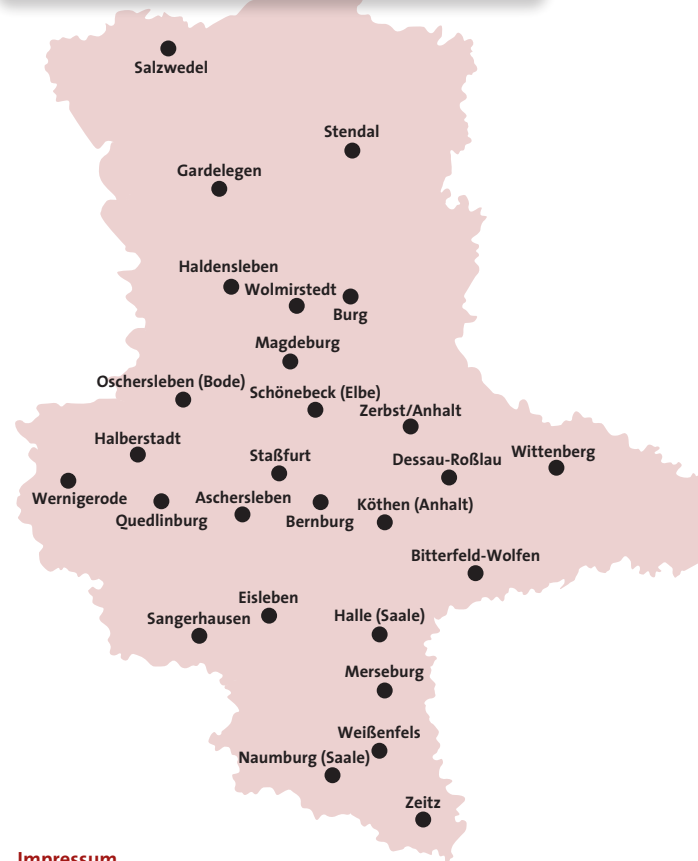 Salzwedel
Stendal
Gardelegen
Haldensleben
Wolmirstedt
Burg
Magdeburg
Oschersleben (Bode)
Schönebeck (Elbe)
Zerbst/Anhalt
Halberstadt
Staßfurt
Dessau-Roßlau
Wittenberg
Wernigerode
Quedlinburg
Aschersleben
Bernburg
Köthen (Anhalt)
Bitterfeld-Wolfen
Eisleben
Sangerhausen
Halle (Saale)
Merseburg
Weißenfels
Naumburg (Saale)
Zeitz
Impressum